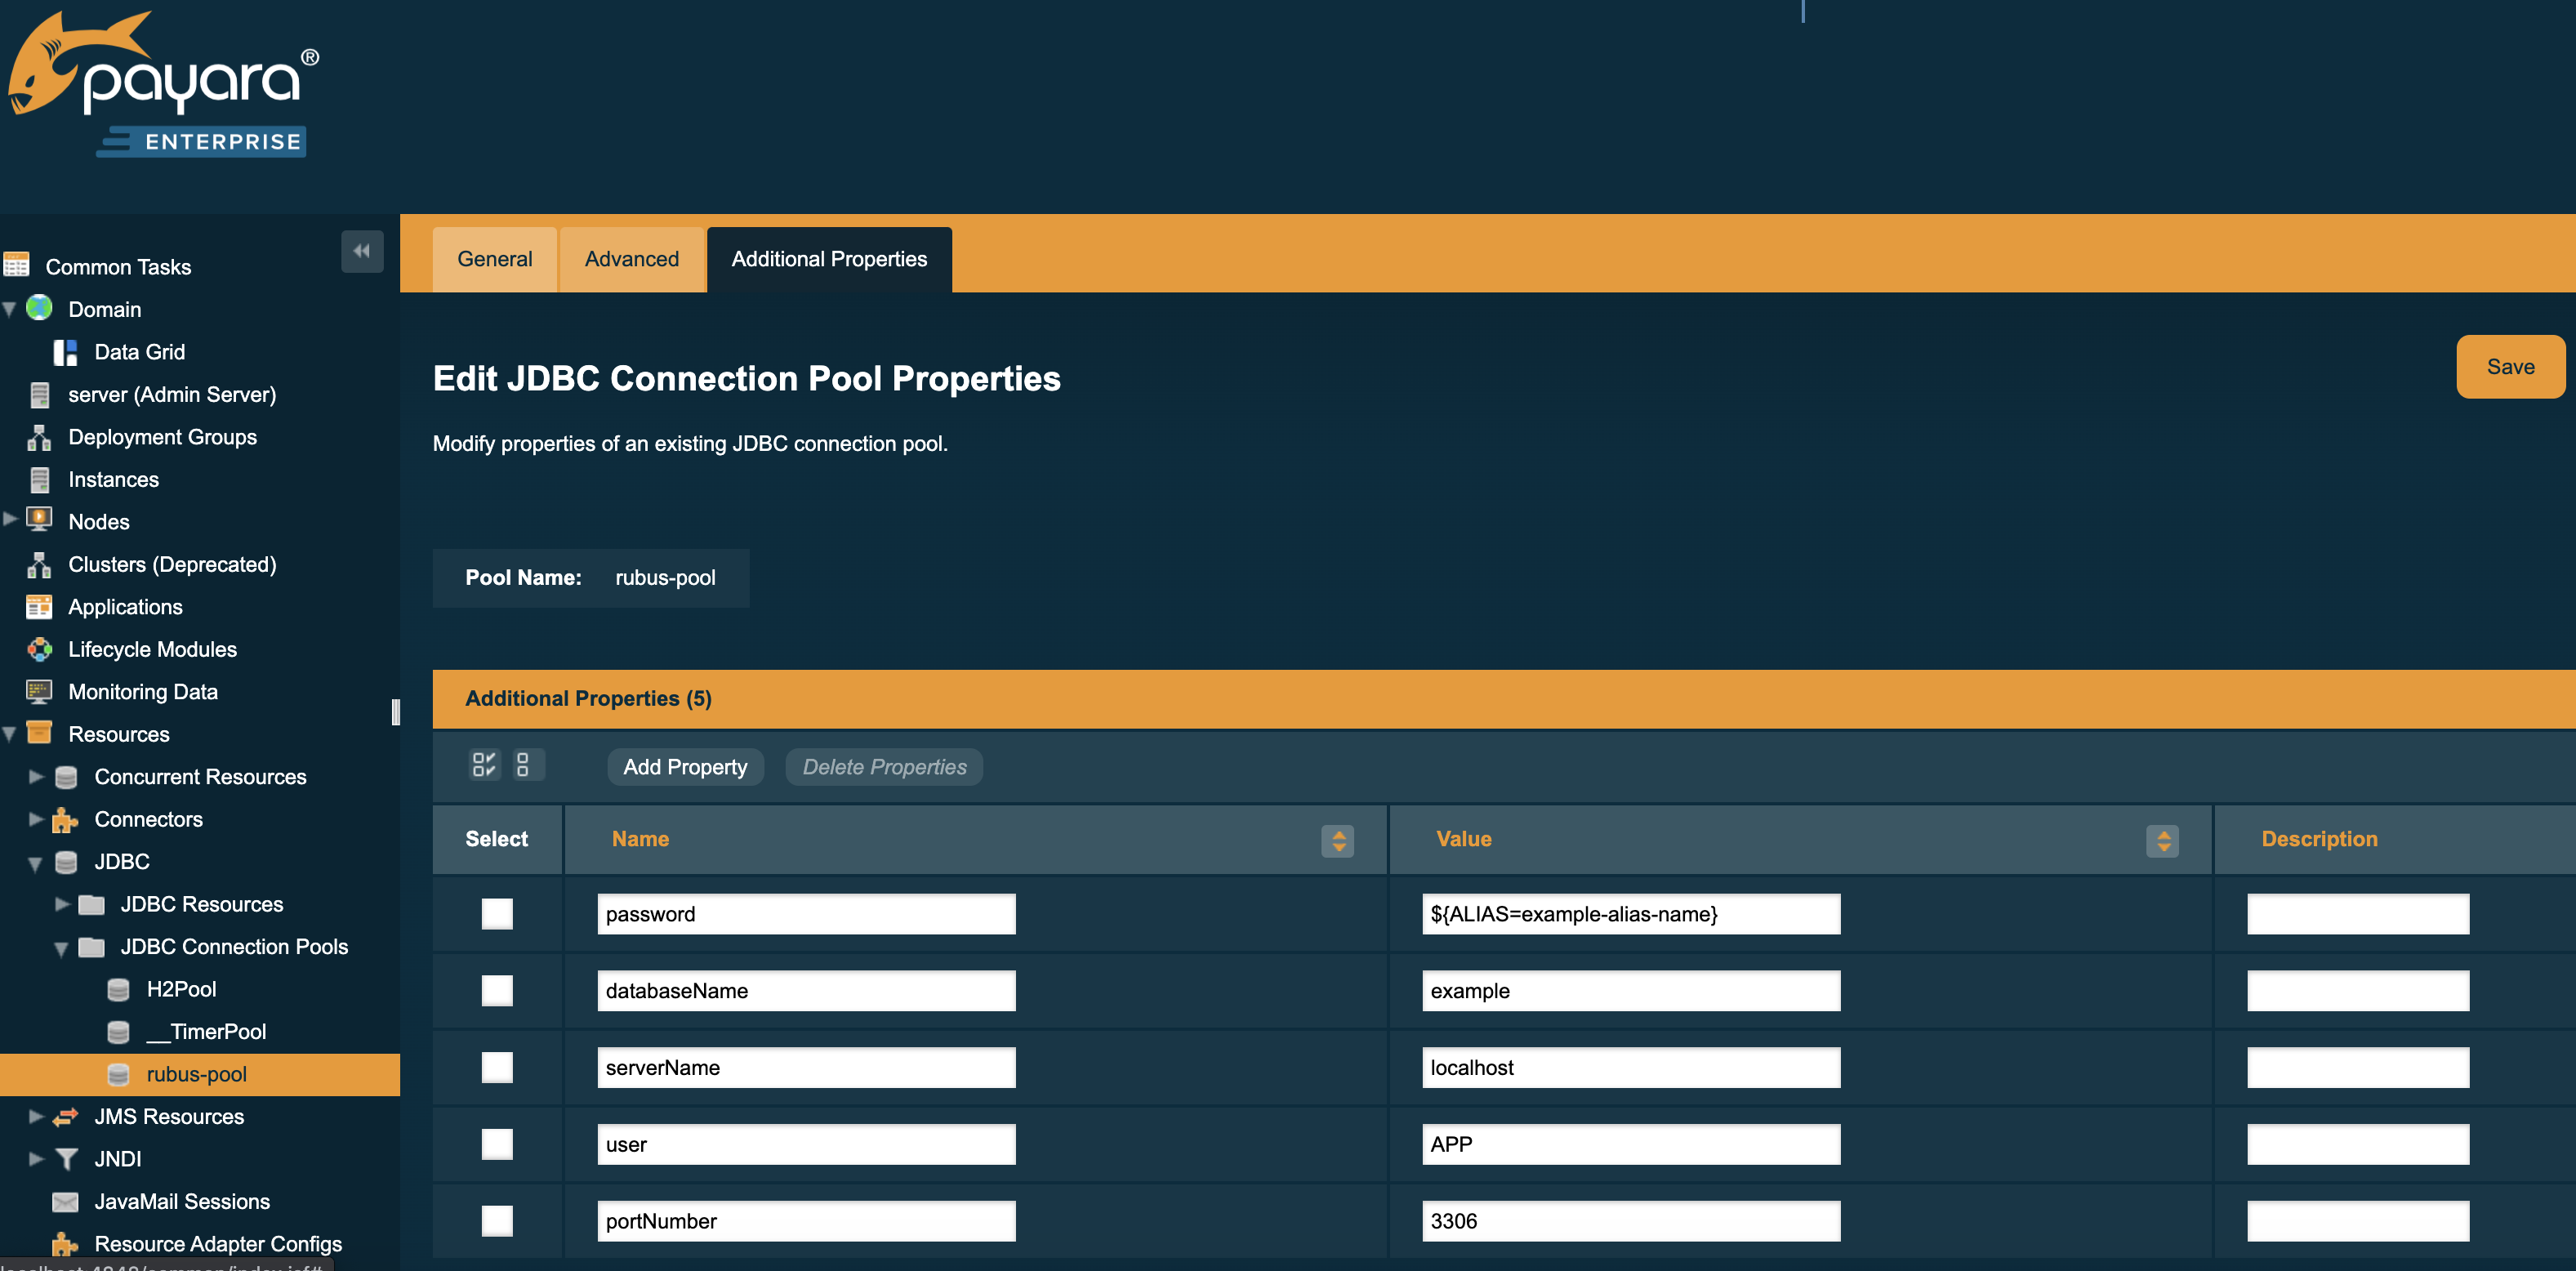 payara®
ENTERPRISE
Common Tasks
Domain
Data Grid
server (Admin Server)
Deployment Groups
Instances
Nodes
Clusters (Deprecated)
Applications
Lifecycle Modules
Monitoring Data
Resources
Concurrent Resources
Connectors
JDBC
JDBC Resources
JDBC Connection Pools
H2Pool
__TimerPool
rubus-pool
JMS Resources
JNDI
JavaMail Sessions
Resource Adapter Configs
General Advanced Additional Properties
Edit JDBC Connection Pool Properties
Save
Modify properties of an existing JDBC connection pool.
Pool Name: rubus-pool
Additional Properties (5)
Add Property Delete Properties
Select Name Value Description
password ${ALIAS=example-alias-name}
databaseName example
serverName localhost
user APP
portNumber 3306